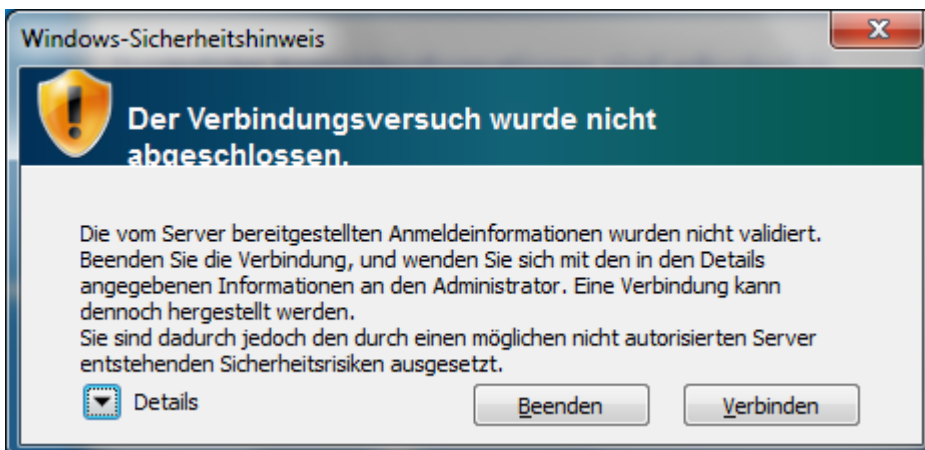 Windows-Sicherheitshinweis
Der Verbindungsversuch wurde nicht
abgeschlossen.
Die vom Server bereitgestellten Anmeldeinformationen wurden nicht validiert.
Beenden Sie die Verbindung, und wenden Sie sich mit den in den Details
angegebenen Informationen an den Administrator. Eine Verbindung kann
dennoch hergestellt werden.
Sie sind dadurch jedoch den durch einen möglichen nicht autorisierten Server
entstehenden Sicherheitsrisiken ausgesetzt.
Details Beenden Verbinden